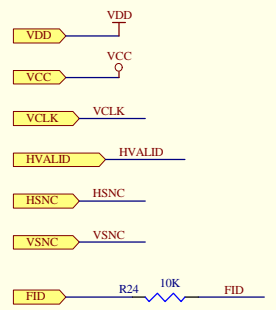 VDD
VDD
VCC
VCC
VCLK VCLK
HVALID HVALID
HSNC HSNC
VSNC VSNC
FID R24 10K FID